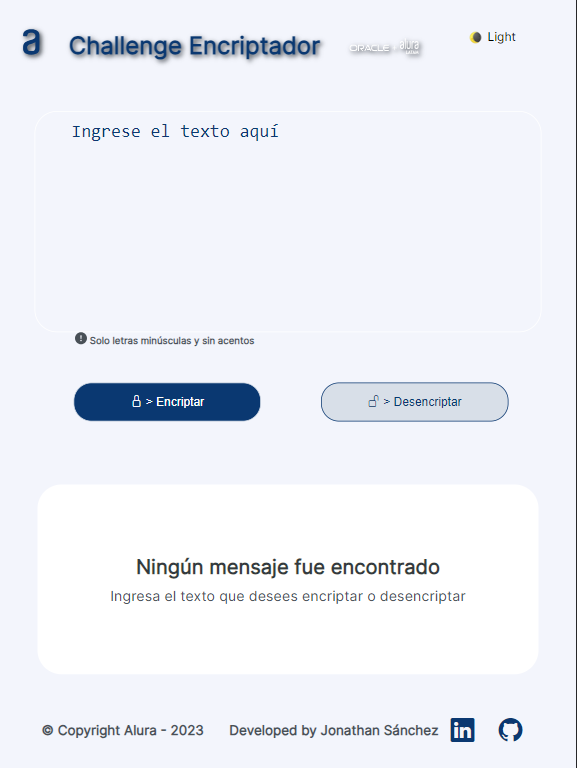 a Challenge Encriptador ORACLE + alura Light
Ingrese el texto aquí
Solo letras minúsculas y sin acentos
> Encriptar
> Desencriptar
Ningún mensaje fue encontrado
Ingresa el texto que desees encriptar o desencriptar
© Copyright Alura - 2023 Developed by Jonathan Sánchez in